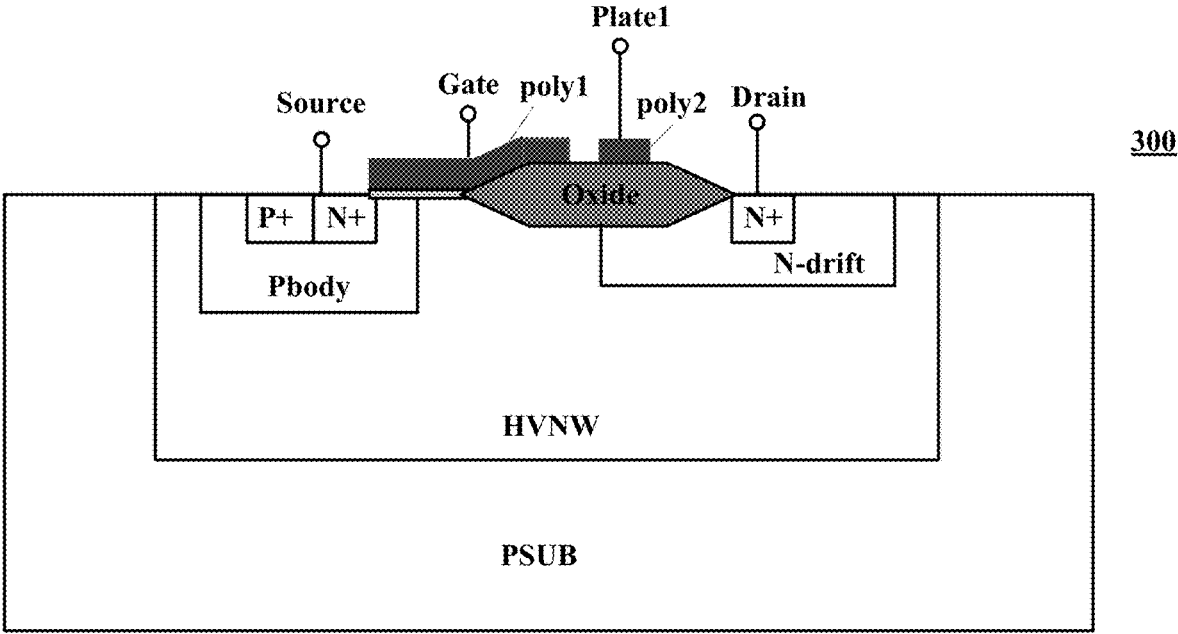 Plate1
Gate
poly1
Source
poly2
Drain
300
Oxide
P+
N+
N+
N-drift
Pbody
HVNW
PSUB